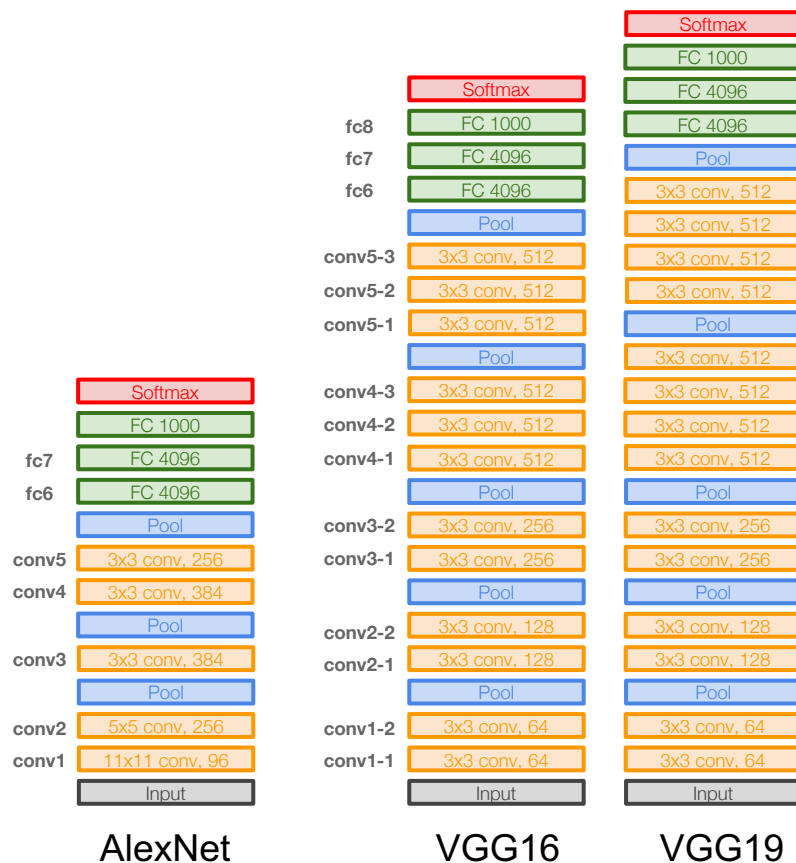 Softmax
FC 1000
fc7 FC 4096
fc6 FC 4096
Pool
conv5 3x3 conv, 256
conv4 3x3 conv, 384
Pool
conv3 3x3 conv, 384
Pool
conv2 5x5 conv, 256
conv1 11x11 conv, 96
Input
AlexNet
Softmax
fc8 FC 1000
fc7 FC 4096
fc6 FC 4096
Pool
conv5-3 3x3 conv, 512
conv5-2 3x3 conv, 512
conv5-1 3x3 conv, 512
Pool
conv4-3 3x3 conv, 512
conv4-2 3x3 conv, 512
conv4-1 3x3 conv, 512
Pool
conv3-2 3x3 conv, 256
conv3-1 3x3 conv, 256
Pool
conv2-2 3x3 conv, 128
conv2-1 3x3 conv, 128
Pool
conv1-2 3x3 conv, 64
conv1-1 3x3 conv, 64
Input
VGG16
Softmax
FC 1000
FC 4096
FC 4096
Pool
3x3 conv, 512
3x3 conv, 512
3x3 conv, 512
3x3 conv, 512
Pool
3x3 conv, 512
3x3 conv, 512
3x3 conv, 512
3x3 conv, 512
Pool
3x3 conv, 256
3x3 conv, 256
Pool
3x3 conv, 128
3x3 conv, 128
Pool
3x3 conv, 64
3x3 conv, 64
Input
VGG19